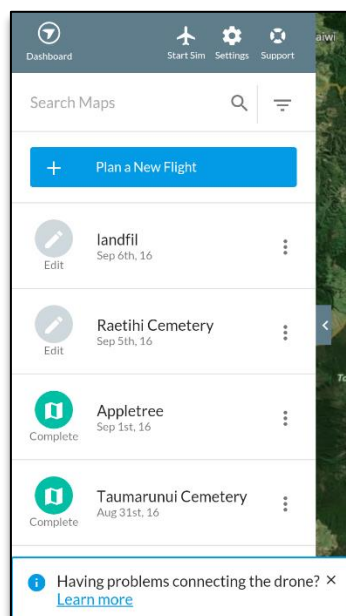 Dashboard
Start Sim
Settings
Support
aiwi
Search Maps
Plan a New Flight
landfil
Sep 6th, 16
Edit
Raetihi Cemetery
Sep 5th, 16
Edit
Appletree
Sep 1st, 16
Complete
Taumarunui Cemetery
Aug 31st, 16
Complete
Having problems connecting the drone?
Learn more